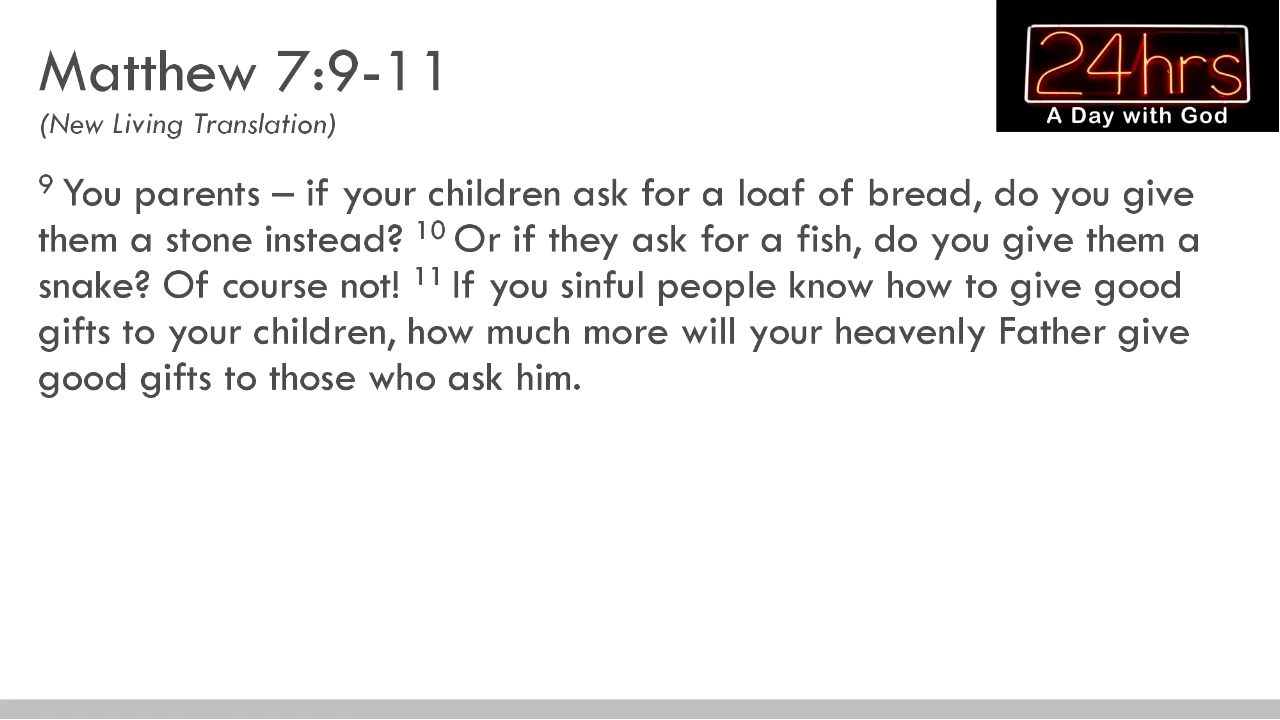 Matthew 7:9-11
(New Living Translation)
24hrs
A Day with God
⁹ You parents – if your children ask for a loaf of bread, do you give
them a stone instead? ¹⁰ Or if they ask for a fish, do you give them a
snake? Of course not! ¹¹ If you sinful people know how to give good
gifts to your children, how much more will your heavenly Father give
good gifts to those who ask him.